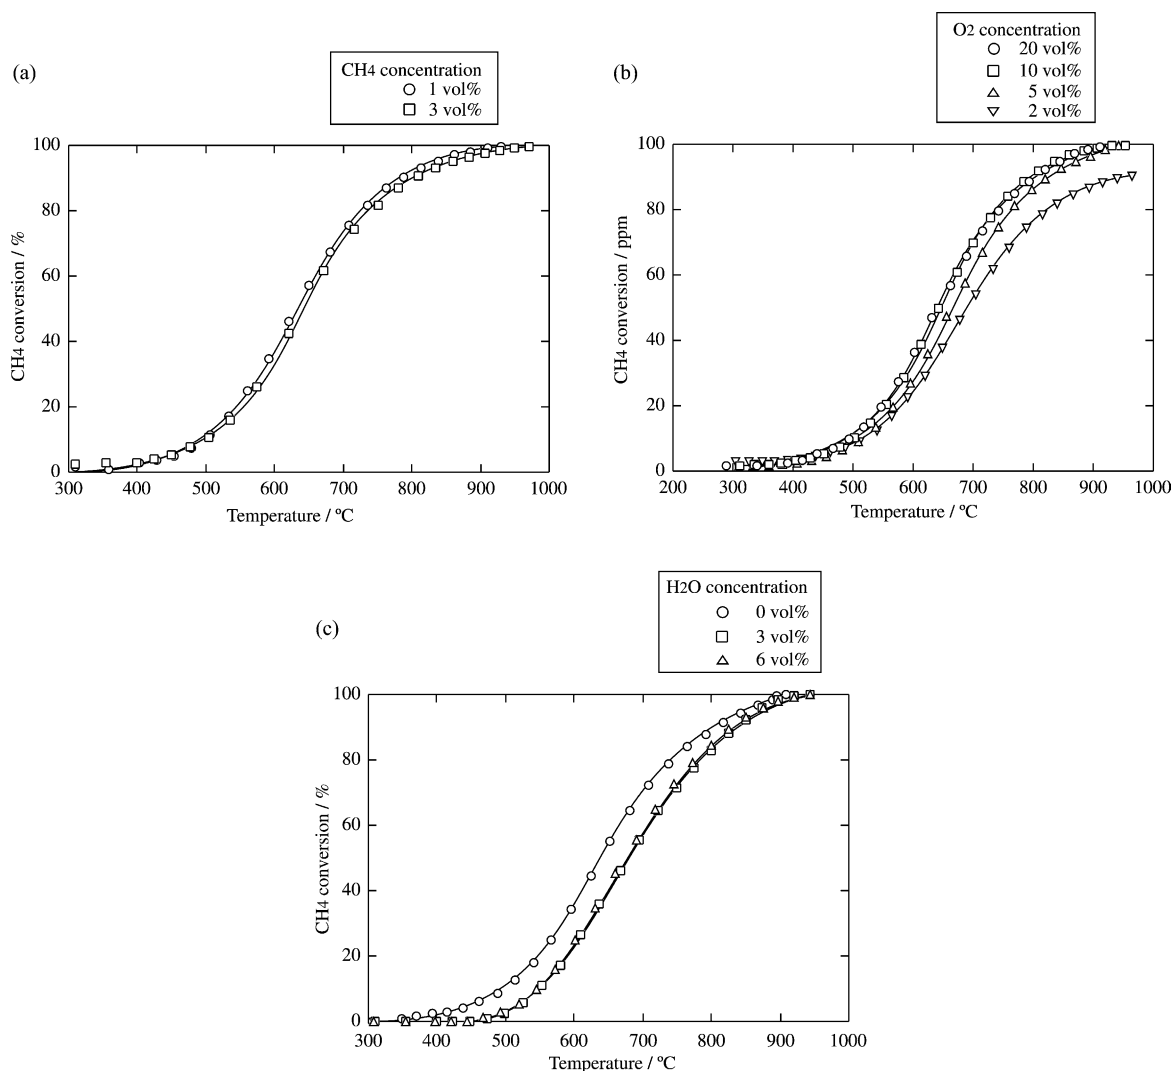 (a)
CH4 concentration
1 vol%
3 vol%
CH4 conversion / %
100
80
60
40
20
0
300 400 500 600 700 800 900 1000
Temperature / ºC
(b)
O2 concentration
20 vol%
10 vol%
5 vol%
2 vol%
CH4 conversion / ppm
100
80
60
40
20
0
200 300 400 500 600 700 800 900 1000
Temperature / ºC
(c)
H2O concentration
0 vol%
3 vol%
6 vol%
CH4 conversion / %
100
80
60
40
20
0
300 400 500 600 700 800 900 1000
Temperature / ºC